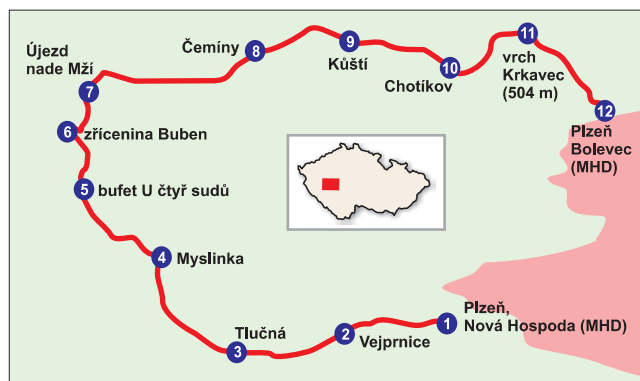 Újezd
nade Mží
7
Čemíny
8
9
Kůští
10
Chotíkov
11
vrch
Krkavec
(504 m)
12
Plzeň
Bolevec
(MHD)
6
zřícenina Buben
5
bufet U čtyř sudů
4
Myslinka
3
Tlučná
2
Vejprnice
1
Plzeň,
Nová Hospoda (MHD)